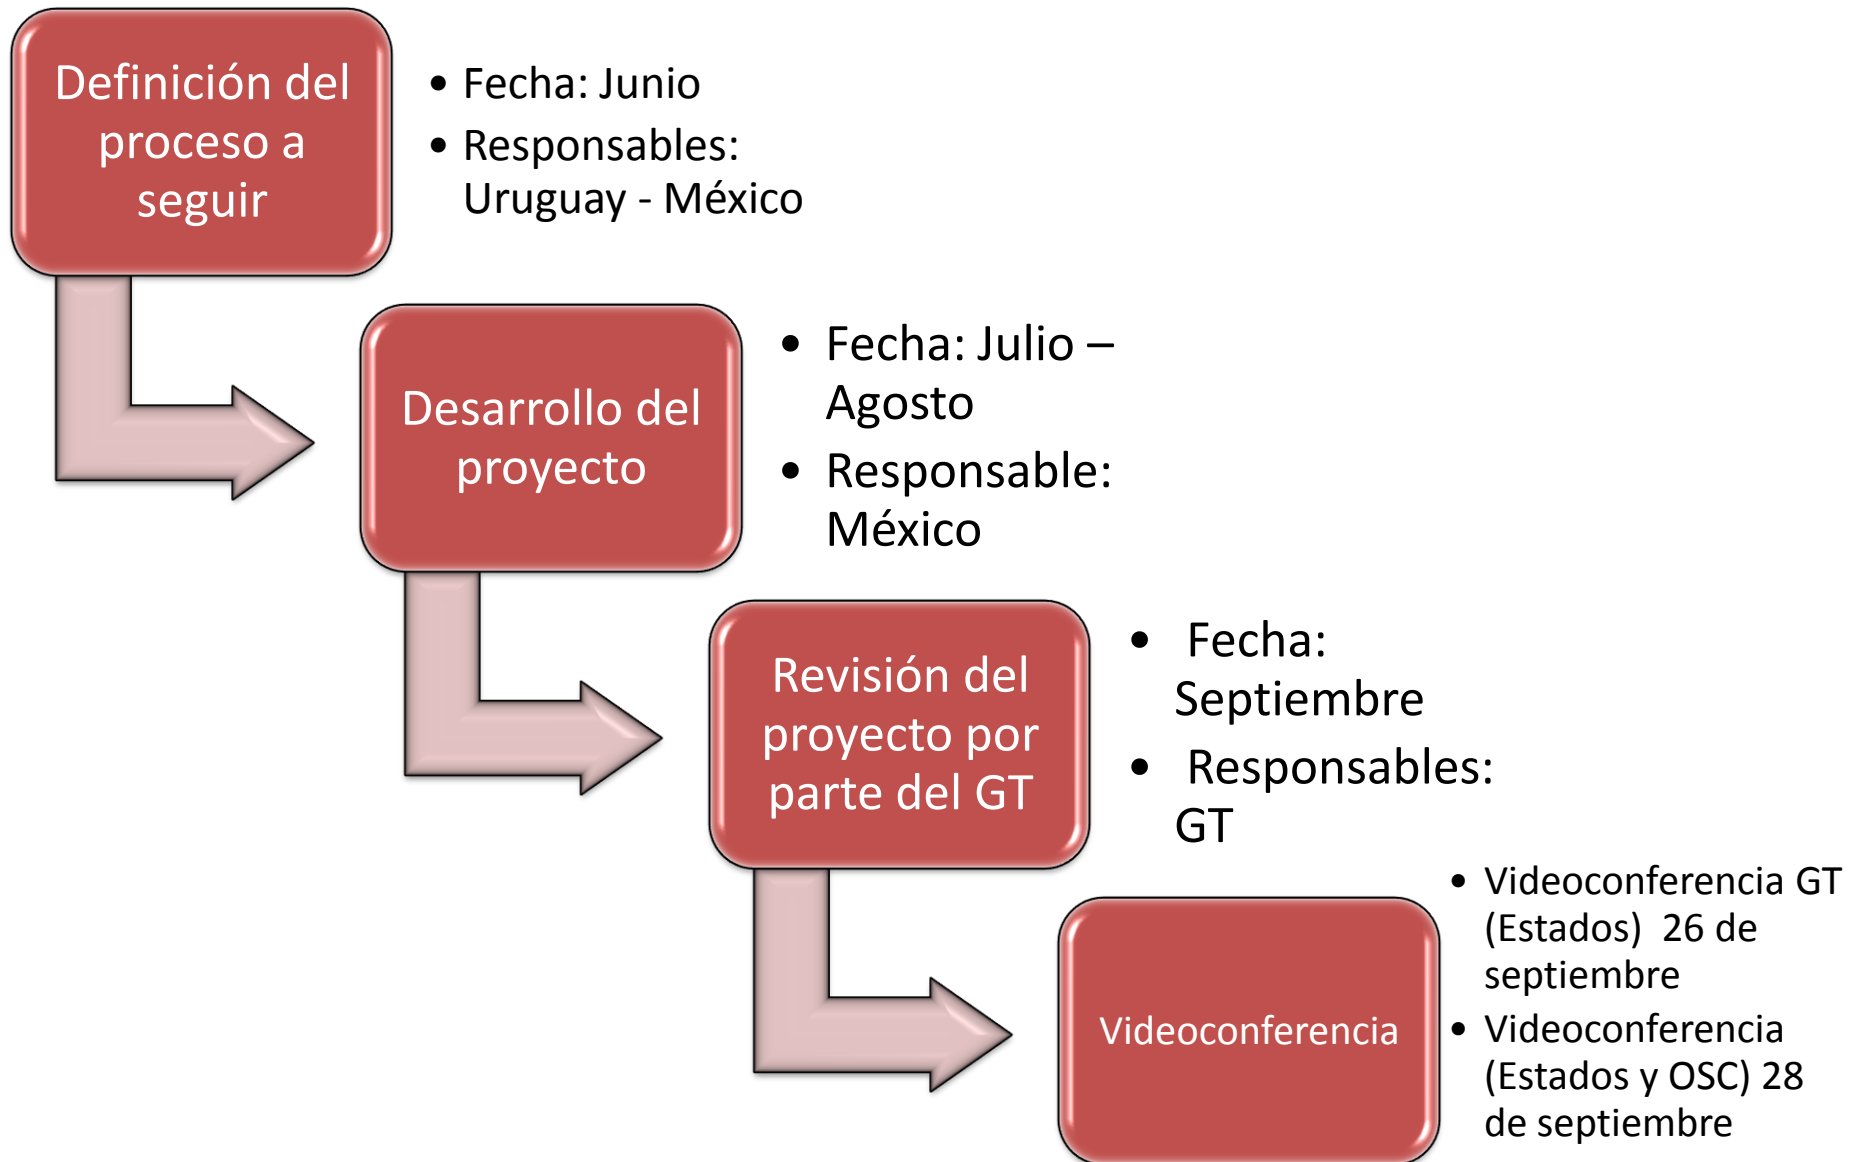 Definición del
proceso a
seguir
• Fecha: Junio
• Responsables:
Uruguay - México
Desarrollo del
proyecto
• Fecha: Julio –
Agosto
• Responsable:
México
Revisión del
proyecto por
parte del GT
• Fecha:
Septiembre
• Responsables:
GT
Videoconferencia
• Videoconferencia GT
(Estados) 26 de
septiembre
• Videoconferencia
(Estados y OSC) 28
de septiembre